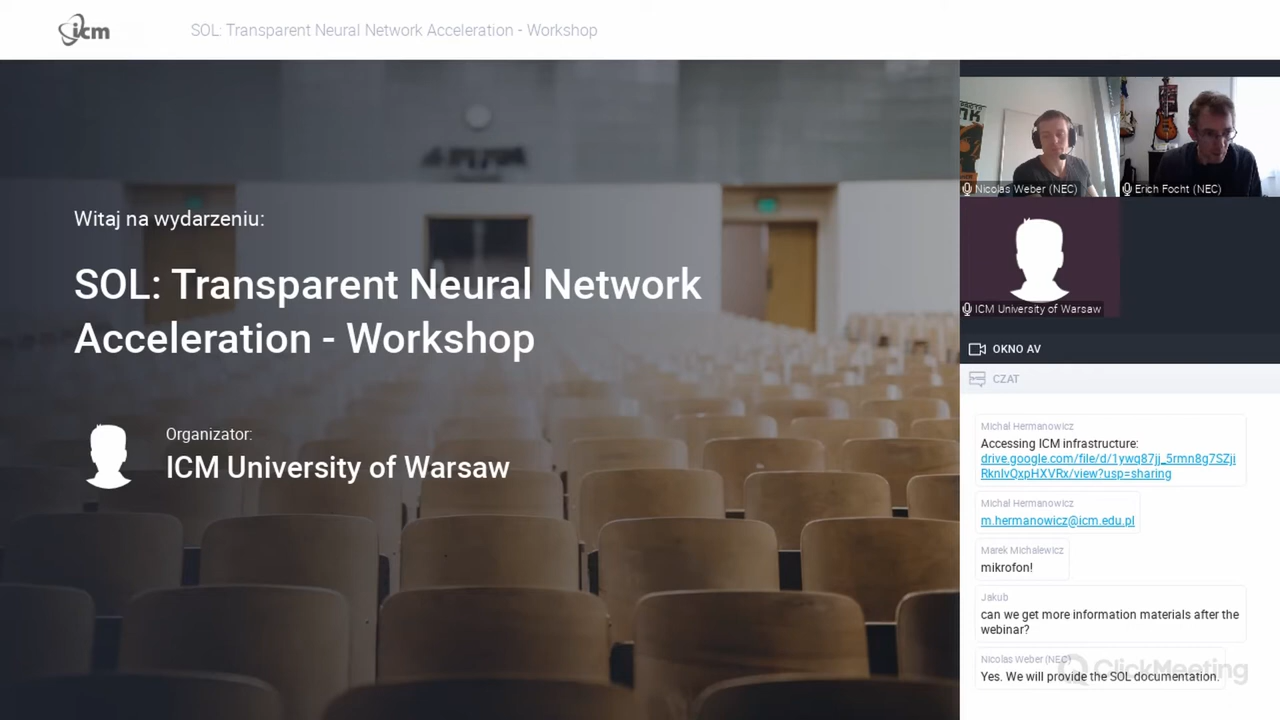 icm
SOL: Transparent Neural Network Acceleration - Workshop
Witaj na wydarzeniu:
SOL: Transparent Neural Network
Acceleration - Workshop
Organizator:
ICM University of Warsaw
Nicolas Weber (NEC)
Erich Focht (NEC)
ICM University of Warsaw
OKNO AV
CZAT
Michał Hermanowicz
Accessing ICM infrastructure:
drive.google.com/file/d/1ywq87jj_5rmn8g7SZji
RknIvQxpHXVRx/view?usp=sharing
Michał Hermanowicz
m.hermanowicz@icm.edu.pl
Marek Michalewicz
mikrofon!
Jakub
can we get more information materials after the
webinar?
Nicolas Weber (NEC)
Yes. We will provide the SOL documentation.
ClickMeeting